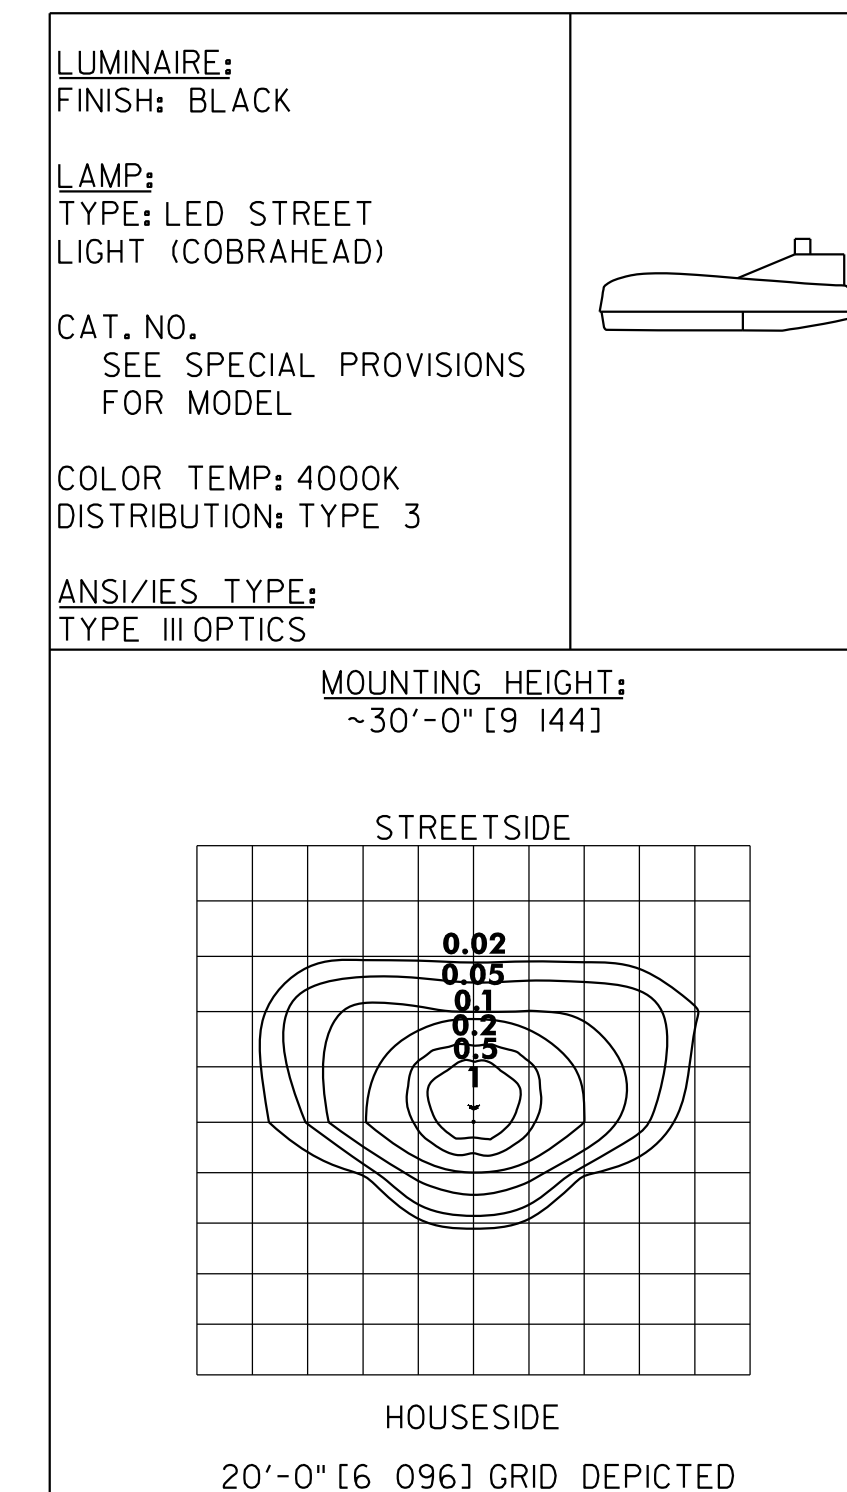 LUMINAIRE:
FINISH: BLACK
LAMP:
TYPE: LED STREET
LIGHT (COBRAHEAD)
CAT. NO.
SEE SPECIAL PROVISIONS
FOR MODEL
COLOR TEMP: 4000K
DISTRIBUTION: TYPE 3
ANSI/IES TYPE:
TYPE III OPTICS
MOUNTING HEIGHT:
~30'-0" [9 144]
STREETSIDE
0.02
0.05
0.1
0.2
0.5
1
HOUSESIDE
20'-0" [6 096] GRID DEPICTED